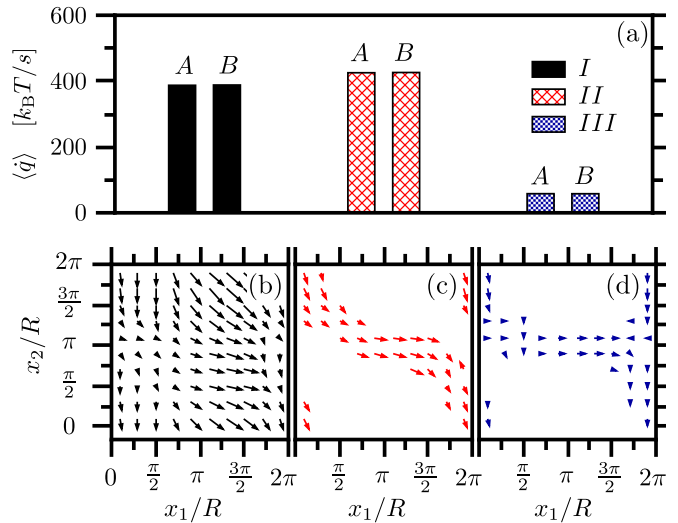 600
400
200
0
⟨q̇⟩ [k_BT/s]
(a)
A B
A B
A B
I
II
III
2π
3π/2
π
π/2
0
x₂/R
(b)
(c)
(d)
0 π/2 π 3π/2 2π
π/2 π 3π/2 2π
π/2 π 3π/2 2π
x₁/R
x₁/R
x₁/R